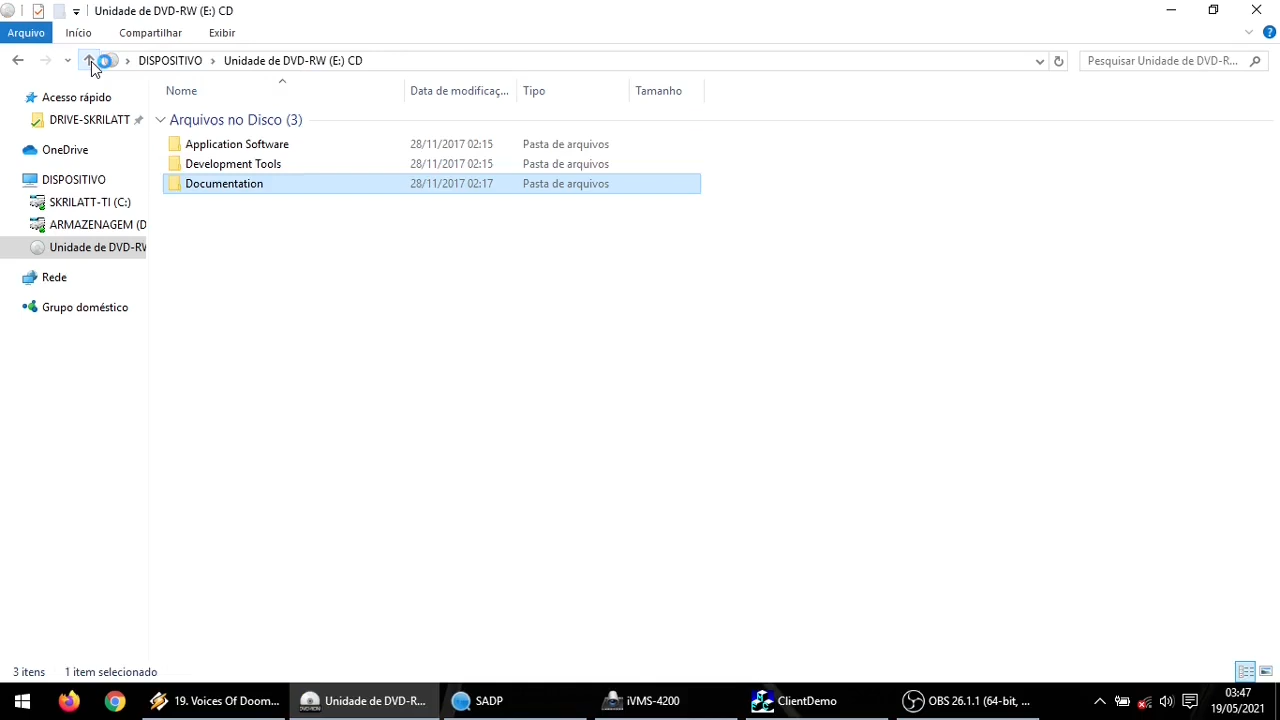 Unidade de DVD-RW (E:) CD
Arquivo Início Compartilhar Exibir
DISPOSITIVO Unidade de DVD-RW (E:) CD Pesquisar Unidade de DVD-R...
Nome Data de modificaç... Tipo Tamanho
Acesso rápido
DRIVE-SKRILATT
OneDrive
DISPOSITIVO
SKRILATT-TI (C:)
ARMAZENAGEM (D
Unidade de DVD-RW
Rede
Grupo doméstico
Arquivos no Disco (3)
Application Software 28/11/2017 02:15 Pasta de arquivos
Development Tools 28/11/2017 02:15 Pasta de arquivos
Documentation 28/11/2017 02:17 Pasta de arquivos
3 itens 1 item selecionado
19. Voices Of Doom... Unidade de DVD-R... SADP iVMS-4200 ClientDemo OBS 26.1.1 (64-bit, ...
03:47
19/05/2021